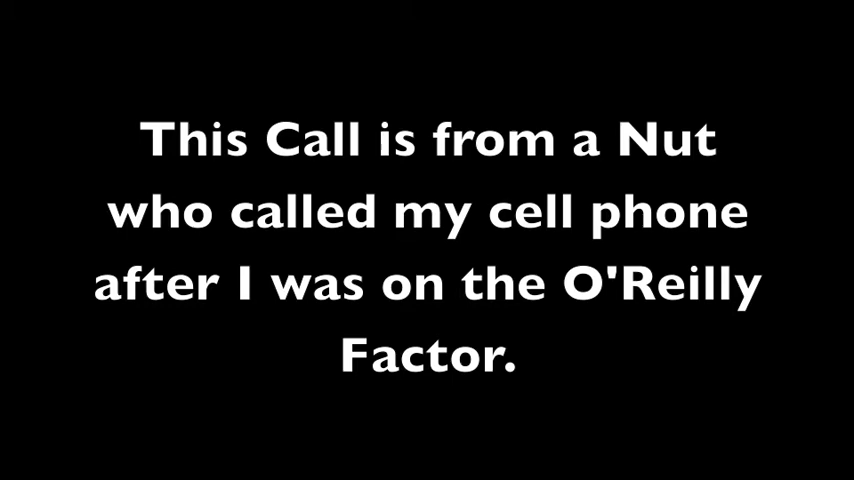 This Call is from a Nut
who called my cell phone
after I was on the O'Reilly
Factor.